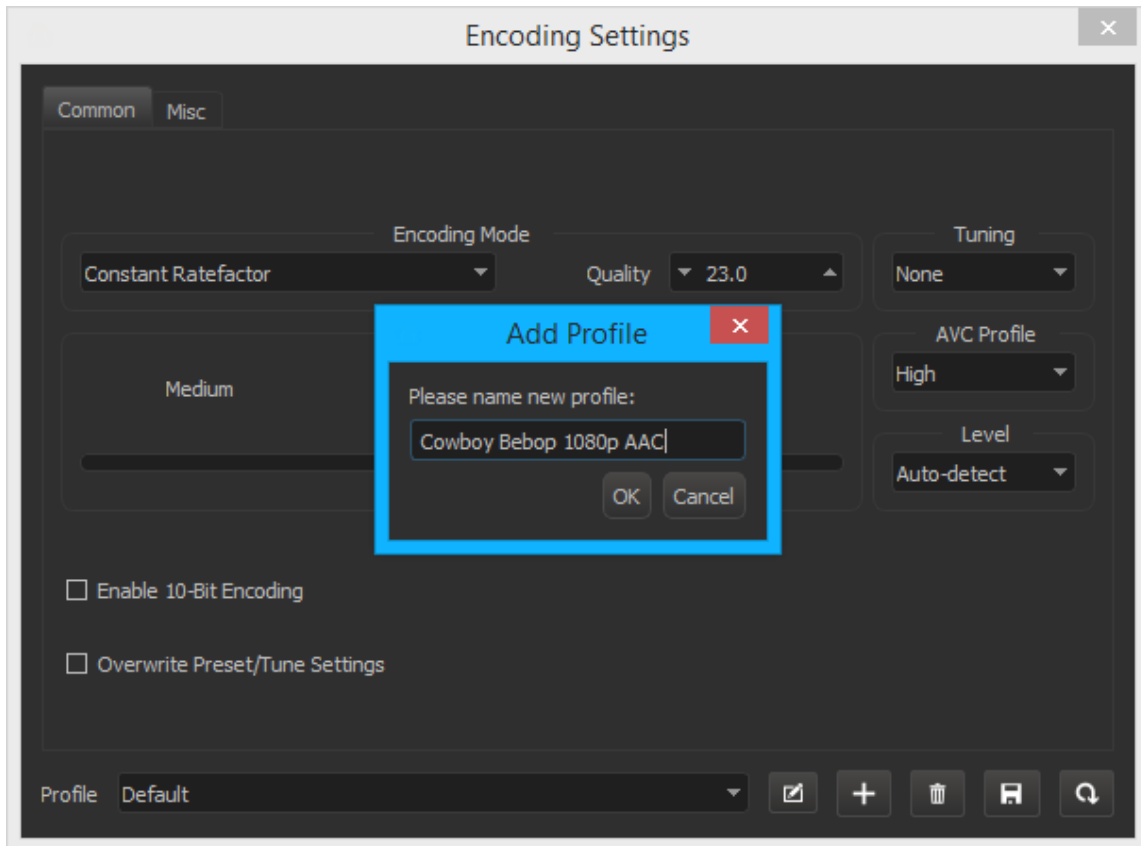 Encoding Settings
Common Misc
Encoding Mode
Tuning
Constant Ratefactor Quality 23.0
None
Add Profile
AVC Profile
Medium
High
Please name new profile:
Cowboy Bebop 1080p AAC
Level
Auto-detect
OK Cancel
Enable 10-Bit Encoding
Overwrite Preset/Tune Settings
Profile Default